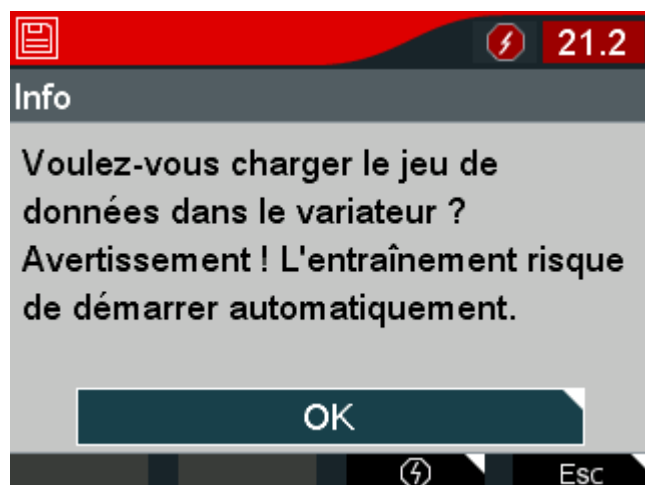 21.2
Info
Voulez-vous charger le jeu de
données dans le variateur ?
Avertissement ! L'entraînement risque
de démarrer automatiquement.
OK
Esc